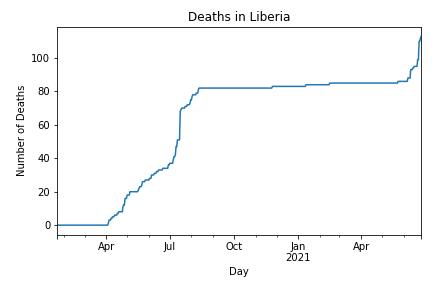 Deaths in Liberia
Number of Deaths
100
80
60
40
20
0
Apr
Jul
Oct
Jan
2021
Apr
Day